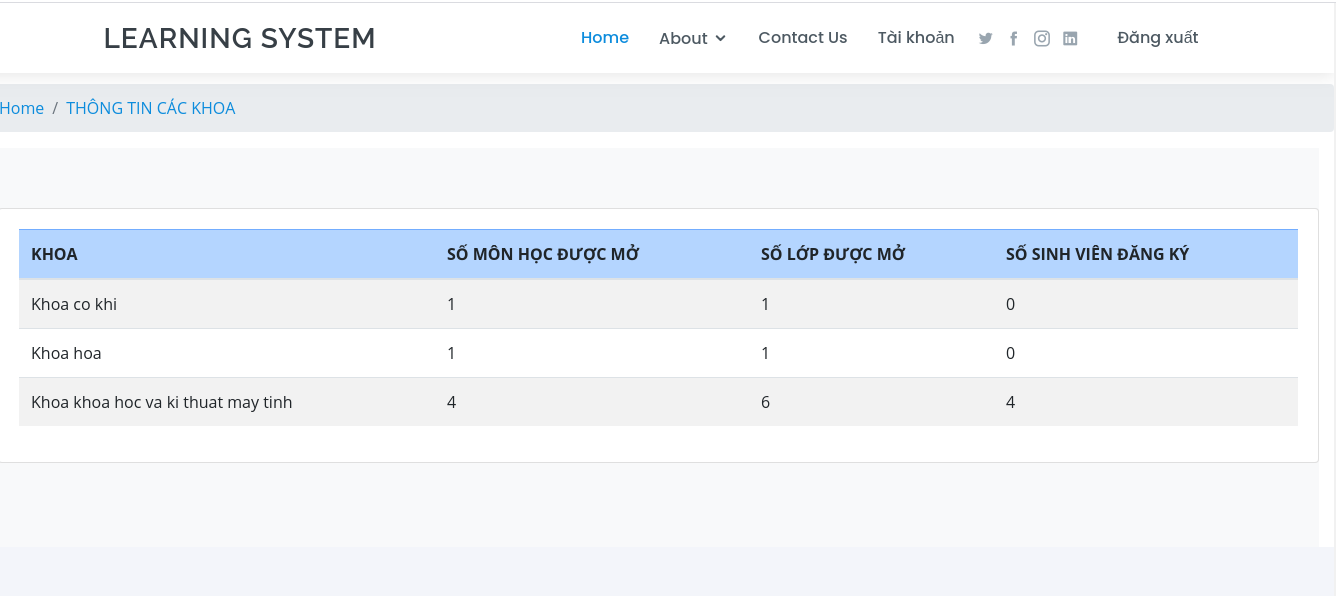 LEARNING SYSTEM Home About Contact Us Tài khoản Đăng xuất
Home / THÔNG TIN CÁC KHOA
KHOA SỐ MÔN HỌC ĐƯỢC MỞ SỐ LỚP ĐƯỢC MỞ SỐ SINH VIÊN ĐĂNG KÝ
Khoa co khi 1 1 0
Khoa hoa 1 1 0
Khoa khoa hoc va ki thuat may tinh 4 6 4